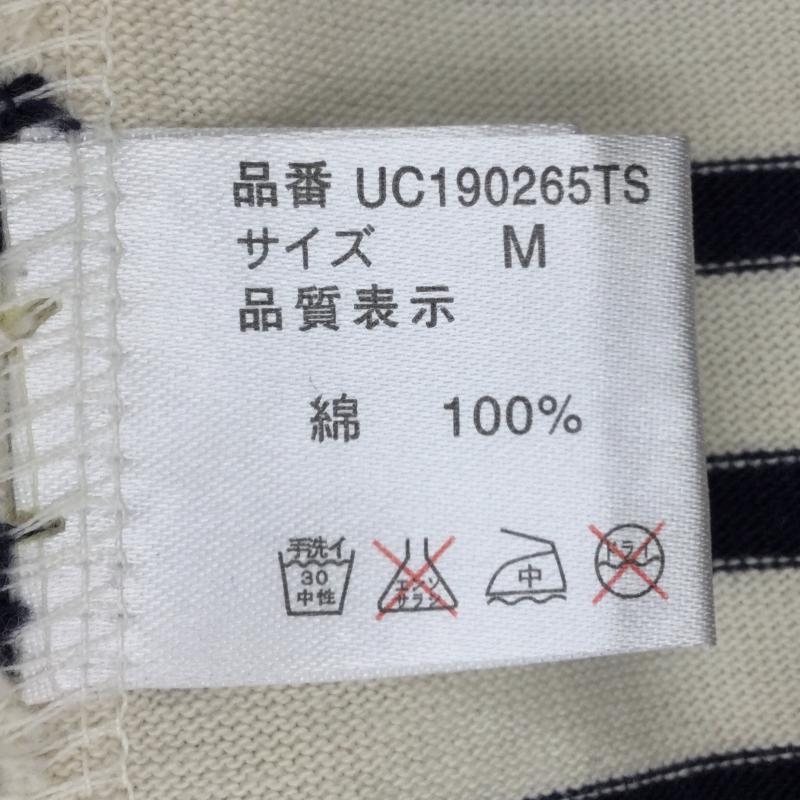 品番 UC190265TS
サイズ M
品質表示
綿 100%
手洗イ
30
中性
エンソ
サラシ
中
ドライ